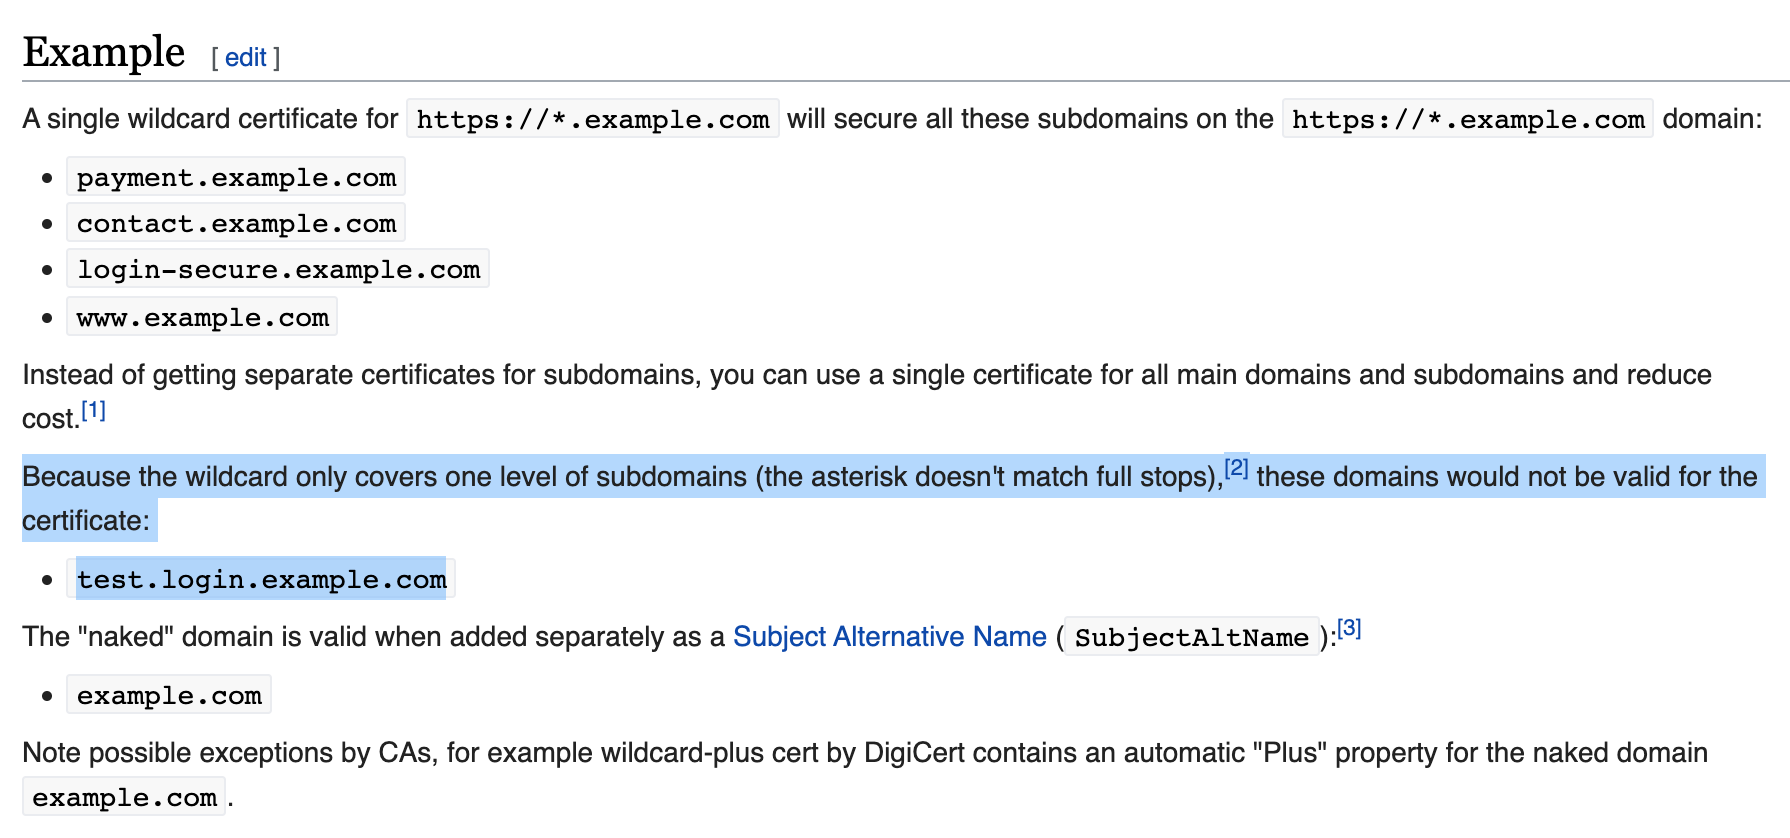 Example [ edit ]
A single wildcard certificate for https://*.example.com will secure all these subdomains on the https://*.example.com domain:
• payment.example.com
• contact.example.com
• login-secure.example.com
• www.example.com
Instead of getting separate certificates for subdomains, you can use a single certificate for all main domains and subdomains and reduce
cost.[1]
Because the wildcard only covers one level of subdomains (the asterisk doesn't match full stops),[2] these domains would not be valid for the
certificate:
• test.login.example.com
The "naked" domain is valid when added separately as a Subject Alternative Name (SubjectAltName):[3]
• example.com
Note possible exceptions by CAs, for example wildcard-plus cert by DigiCert contains an automatic "Plus" property for the naked domain
example.com.